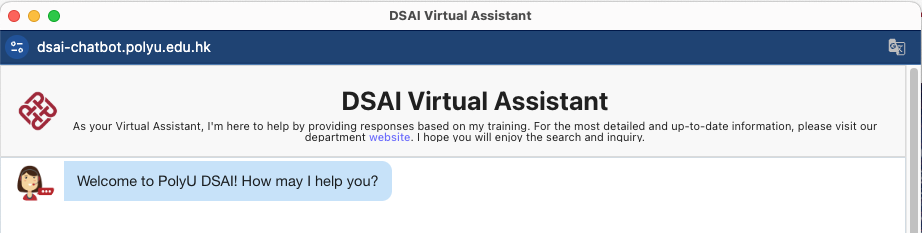 DSAI Virtual Assistant
dsai-chatbot.polyu.edu.hk
DSAI Virtual Assistant
As your Virtual Assistant, I'm here to help by providing responses based on my training. For the most detailed and up-to-date information, please visit our
department website. I hope you will enjoy the search and inquiry.
Welcome to PolyU DSAI! How may I help you?